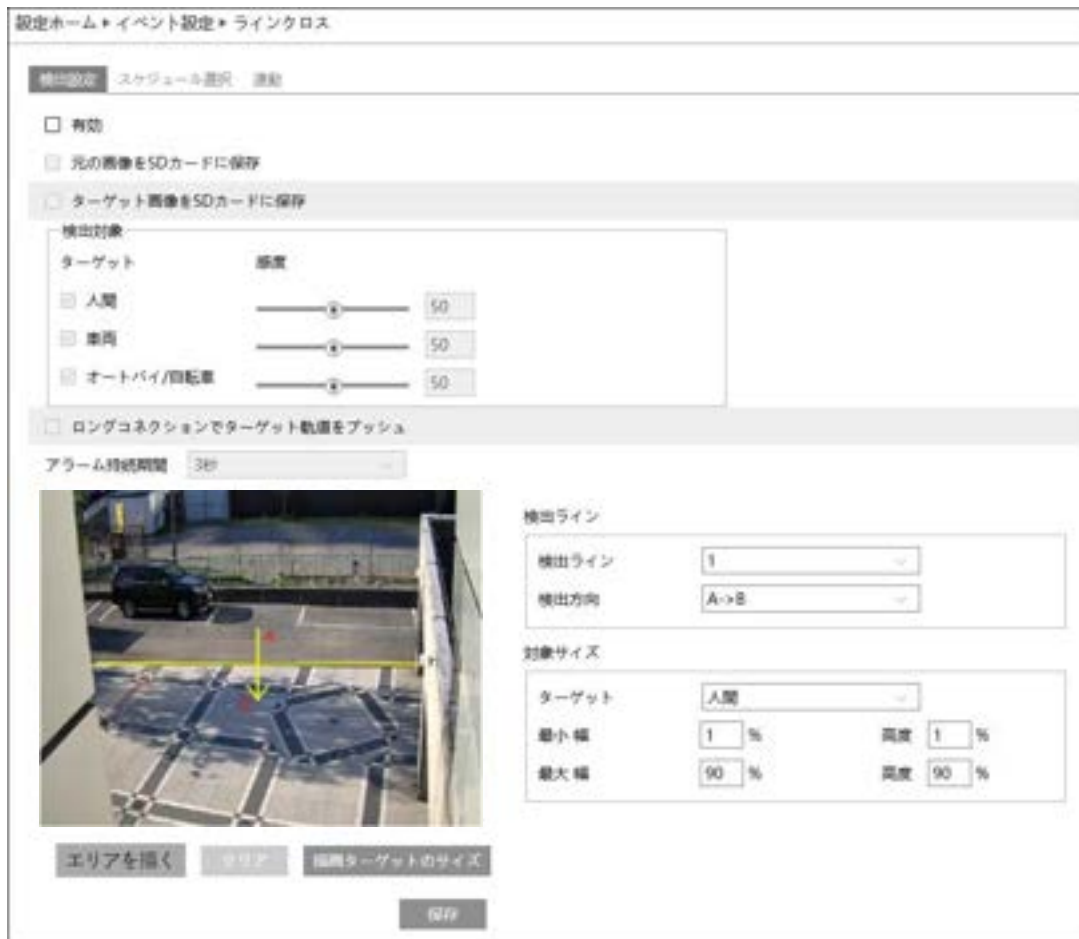 設定ホーム ▸ イベント設定 ▸ ラインクロス
検出設定 スケジュール選択 連動
有効
元の画像をSDカードに保存
ターゲット画像をSDカードに保存
検出対象
ターゲット 感度
人間 50
車両 50
オートバイ/自転車 50
ロングコネクションでターゲット軌道をプッシュ
アラーム持続期間 3秒
A
検出ライン
検出ライン 1
検出方向 A->B
対象サイズ
ターゲット 人間
最小 幅 1 % 高度 1 %
最大 幅 90 % 高度 90 %
エリアを描く クリア 描画ターゲットのサイズ
保存